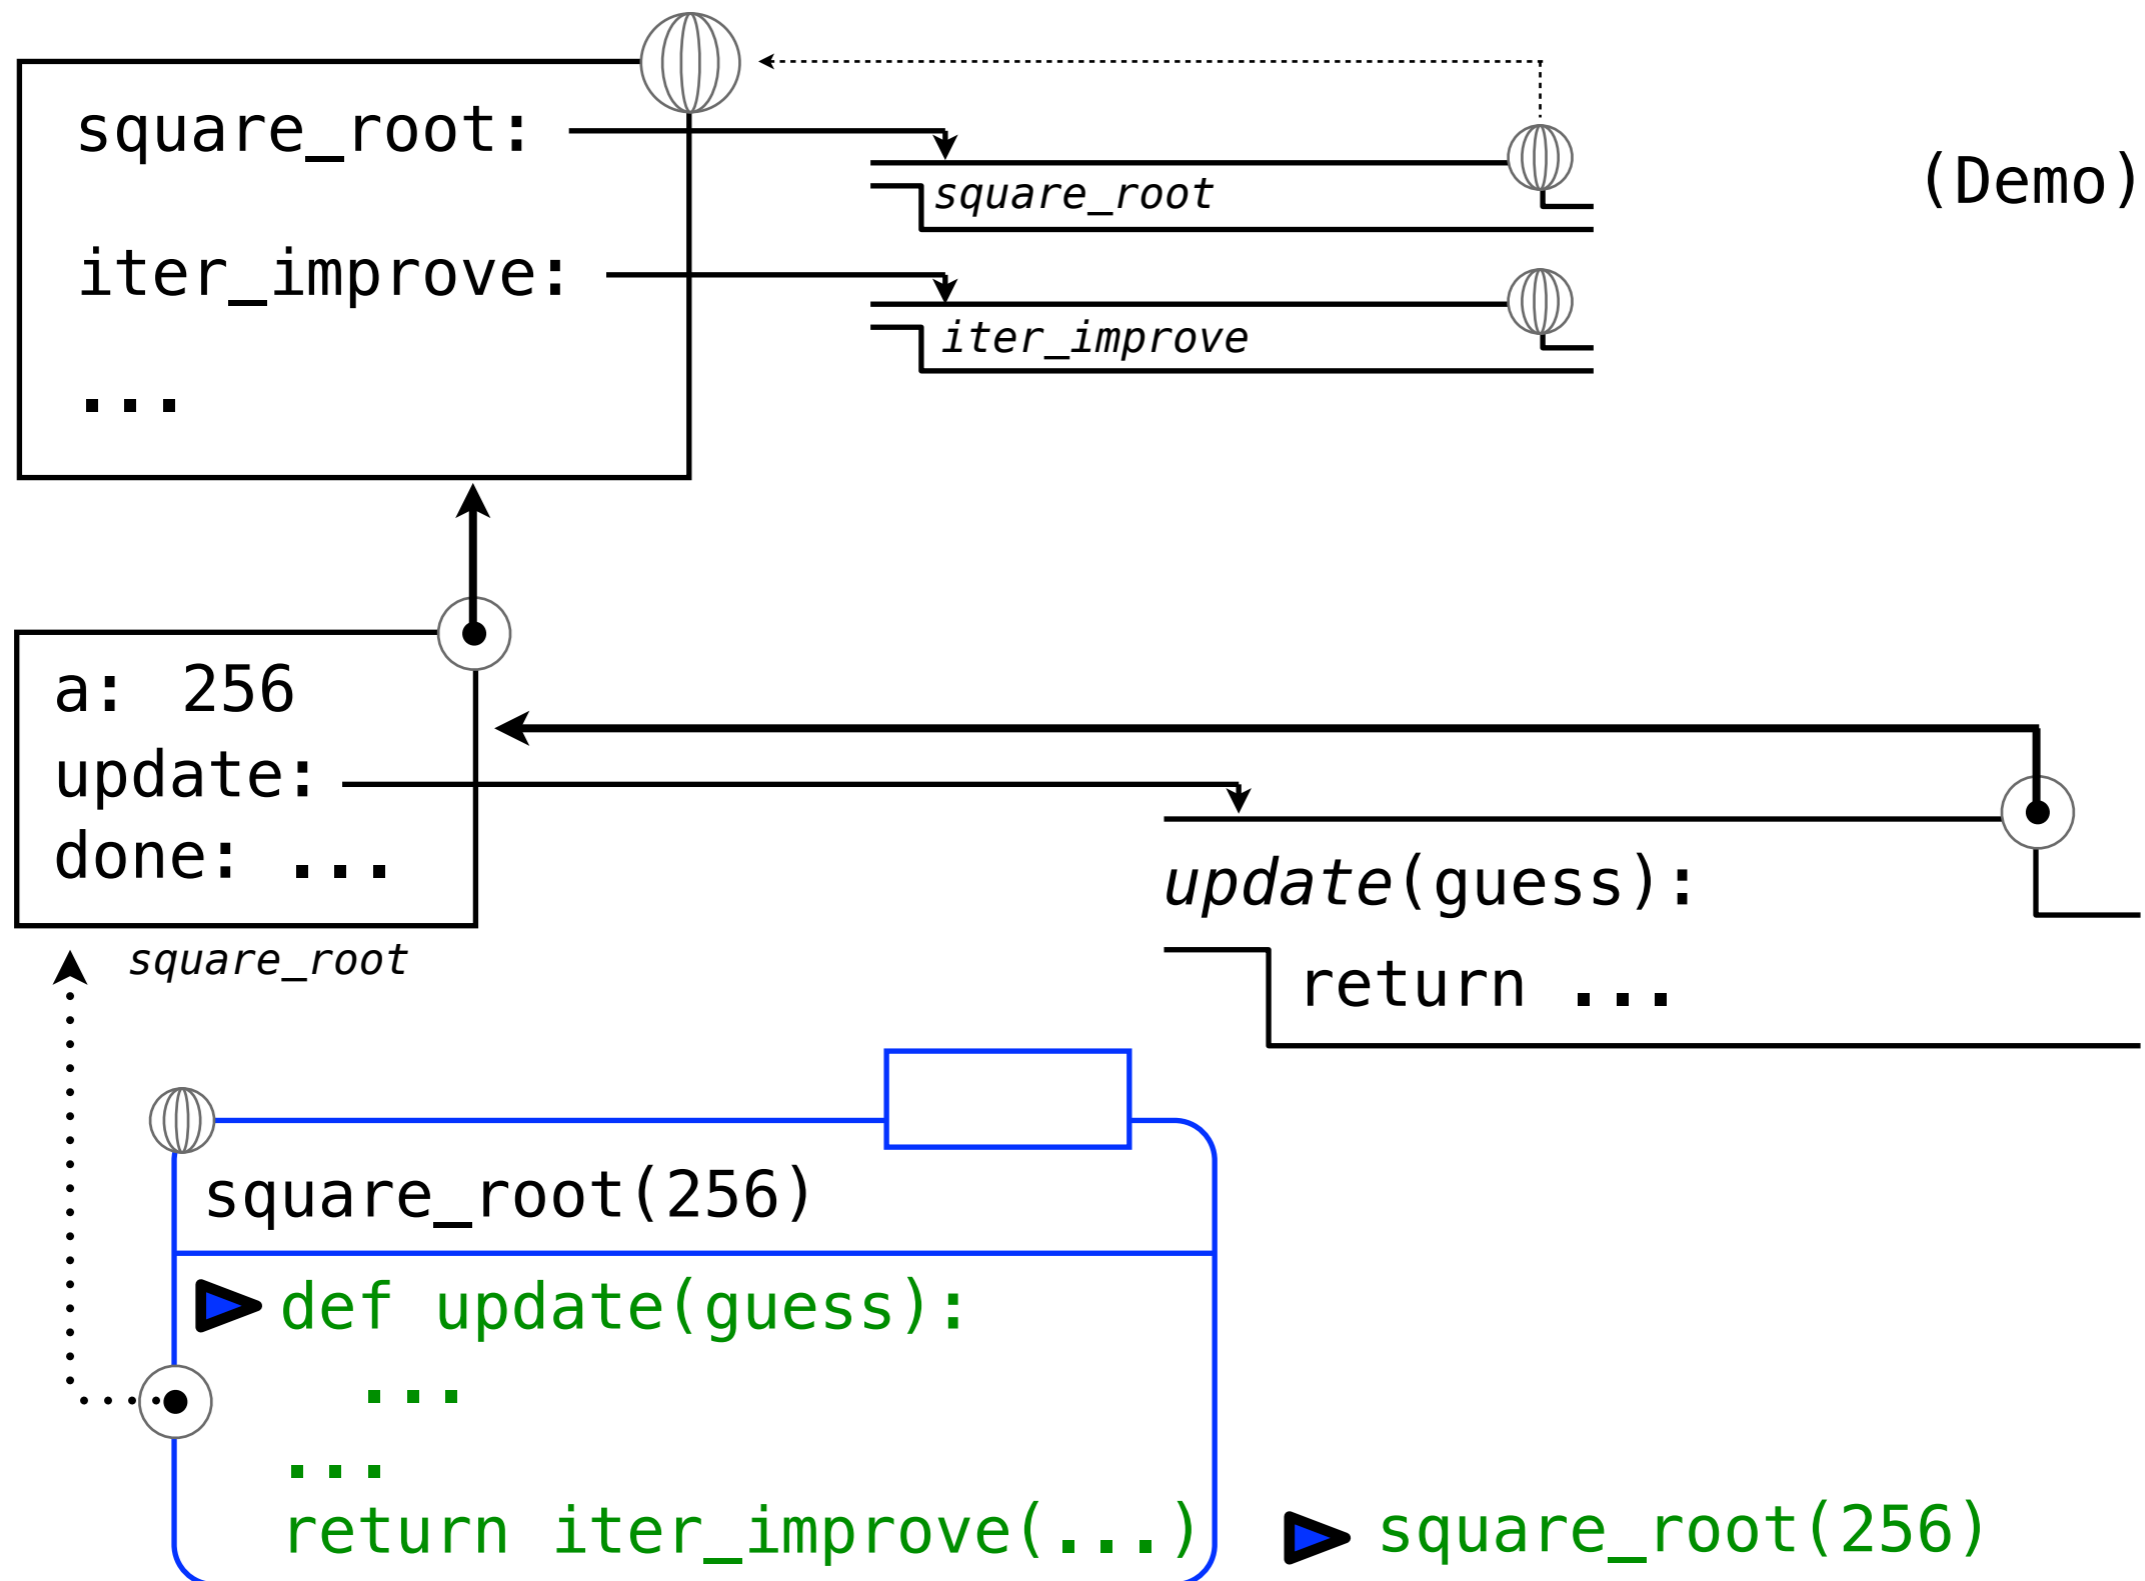 square_root:
square_root
(Demo)
iter_improve:
iter_improve
...
a: 256
update:
done: ...
square_root
update(guess):
return ...
square_root(256)
def update(guess):
...
...
return iter_improve(...)
square_root(256)